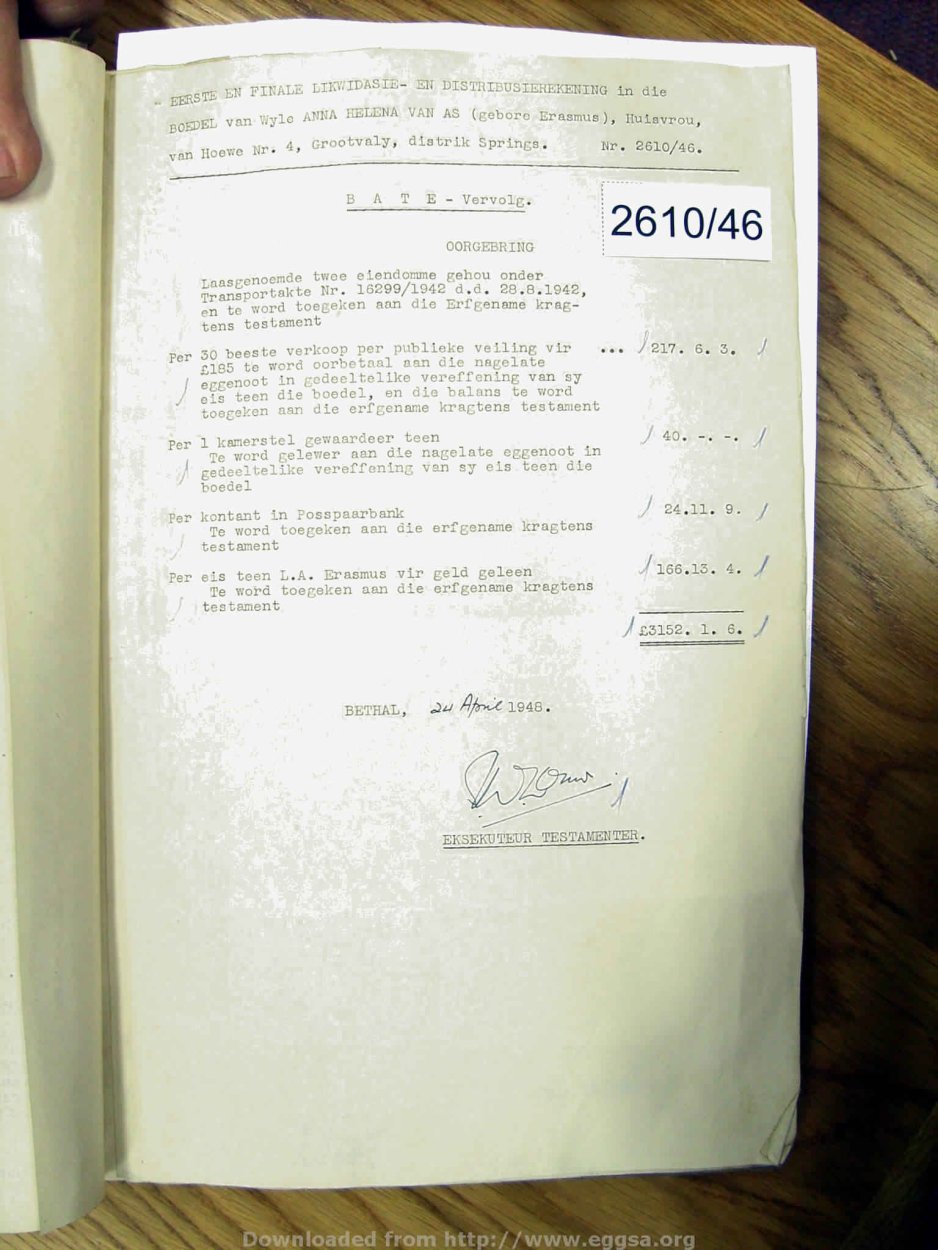 EERSTE EN FINALE LIKWIDASIE- EN DISTRIBUSIEREKENING in die
BOEDEL van Wyle ANNA HELENA VAN AS (gebore Erasmus), Huisvrou,
van Hoewe Nr. 4, Grootvaly, distrik Springs. Nr. 2610/46.
B A T E - Vervolg.
2610/46
OORGEBRING
Laasgenoemde twee eiendomme gehou onder
Transportakte Nr. 16299/1942 d.d. 28.8.1942,
en te word toegeken aan die Erfgename krag-
tens testament
Per 30 beeste verkoop per publieke veiling vir ... 217. 6. 3.
£185 te word oorbetaal aan die nagelate
eggenoot in gedeeltelike vereffening van sy
eis teen die boedel, en die balans te word
toegeken aan die erfgename kragtens testament
Per 1 kamerstel gewaardeer teen 40. -. -.
Te word gelewer aan die nagelate eggenoot in
gedeeltelike vereffening van sy eis teen die
boedel
Per kontant in Posspaarbank 24.11. 9.
Te word toegeken aan die erfgename kragtens
testament
Per eis teen L.A. Erasmus vir geld geleen 166.13. 4.
Te word toegeken aan die erfgename kragtens
testament
£3152. 1. 6.
BETHAL, 24 April 1948.
EKSEKUTEUR TESTAMENTER.
Downloaded from http://www.eggsa.org